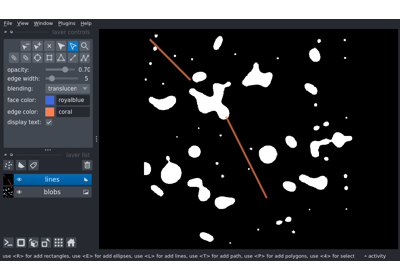 File View Window Plugins Help
layer controls
opacity: 0.70
edge width: 5
blending: translucen
face color: royalblue
edge color: coral
display text:
layer list
lines
blobs
use <R> for add rectangles, use <E> for add ellipses, use <L> for add lines, use <T> for add path, use <P> for add polygons, use <4> for select activity